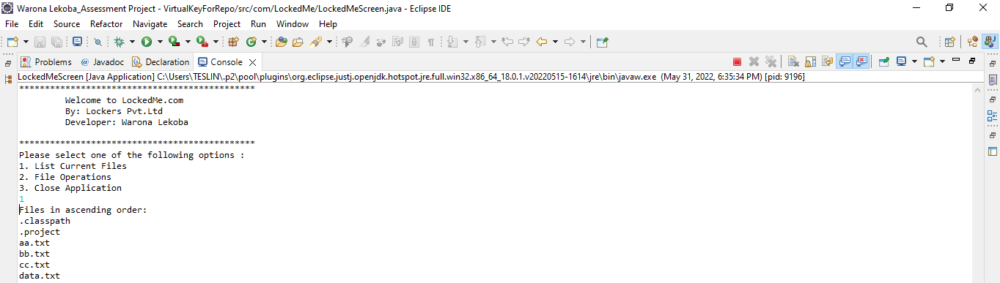 Warona Lekoba_Assessment Project - VirtualKeyForRepo/src/com/LockedMe/LockedMeScreen.java - Eclipse IDE
File Edit Source Refactor Navigate Search Project Run Window Help
Problems @ Javadoc Declaration Console
LockedMeScreen [Java Application] C:\Users\TESLIN\.p2\pool\plugins\org.eclipse.justj.openjdk.hotspot.jre.full.win32.x86_64_18.0.1.v20220515-1614\jre\bin\javaw.exe (May 31, 2022, 6:35:34 PM) [pid: 9196]
**********************************************
Welcome to LockedMe.com
By: Lockers Pvt.Ltd
Developer: Warona Lekoba
**********************************************
Please select one of the following options :
1. List Current Files
2. File Operations
3. Close Application
1
Files in ascending order:
.classpath
.project
aa.txt
bb.txt
cc.txt
data.txt